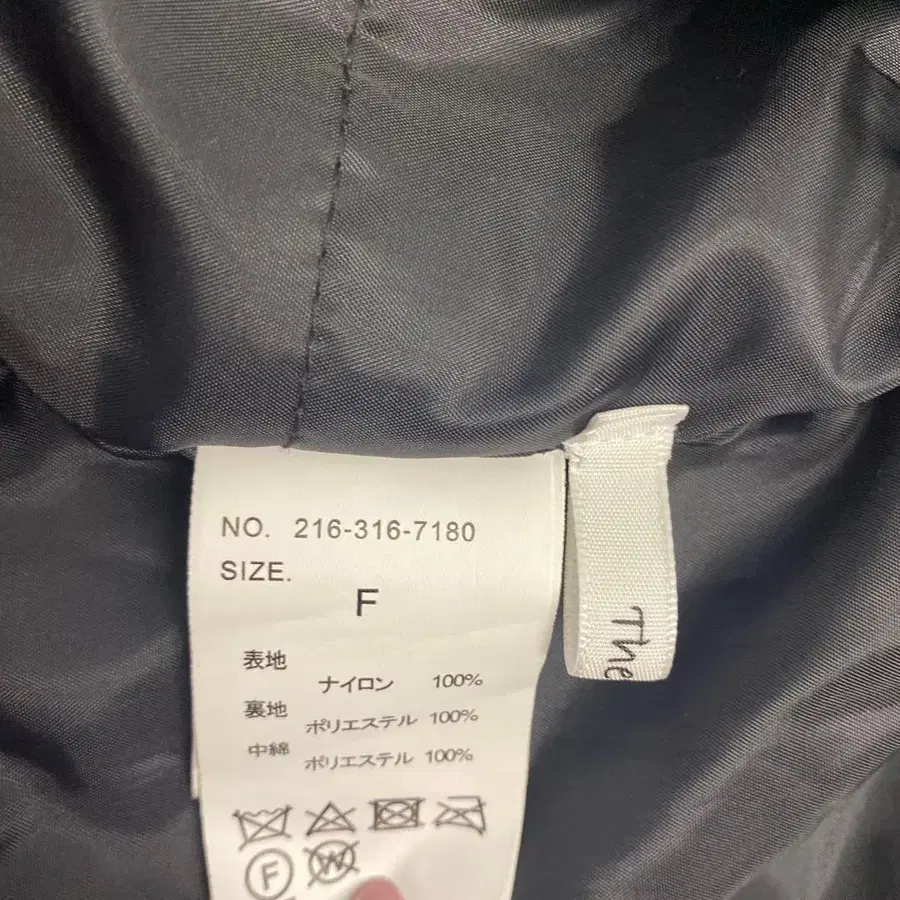 NO. 216-316-7180
SIZE.
F
表地 ナイロン 100%
裏地 ポリエステル 100%
中綿 ポリエステル 100%
F
W
The